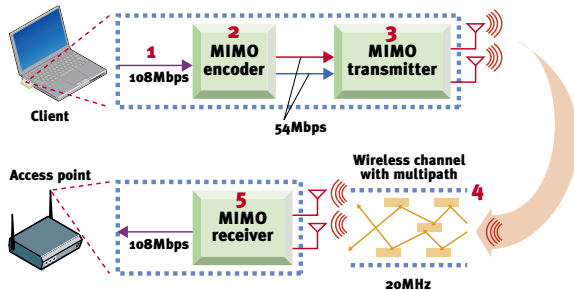 1
108Mbps
2
MIMO
encoder
54Mbps
3
MIMO
transmitter
Client
Access point
108Mbps
5
MIMO
receiver
Wireless channel
with multipath
4
20MHz